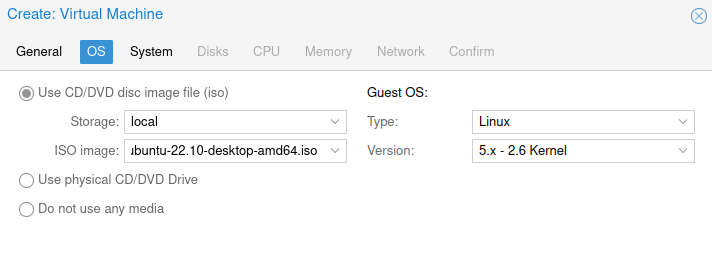 Create: Virtual Machine
General OS System Disks CPU Memory Network Confirm
Use CD/DVD disc image file (iso) Guest OS:
Storage: local Type: Linux
ISO image: buntu-22.10-desktop-amd64.iso Version: 5.x - 2.6 Kernel
Use physical CD/DVD Drive
Do not use any media